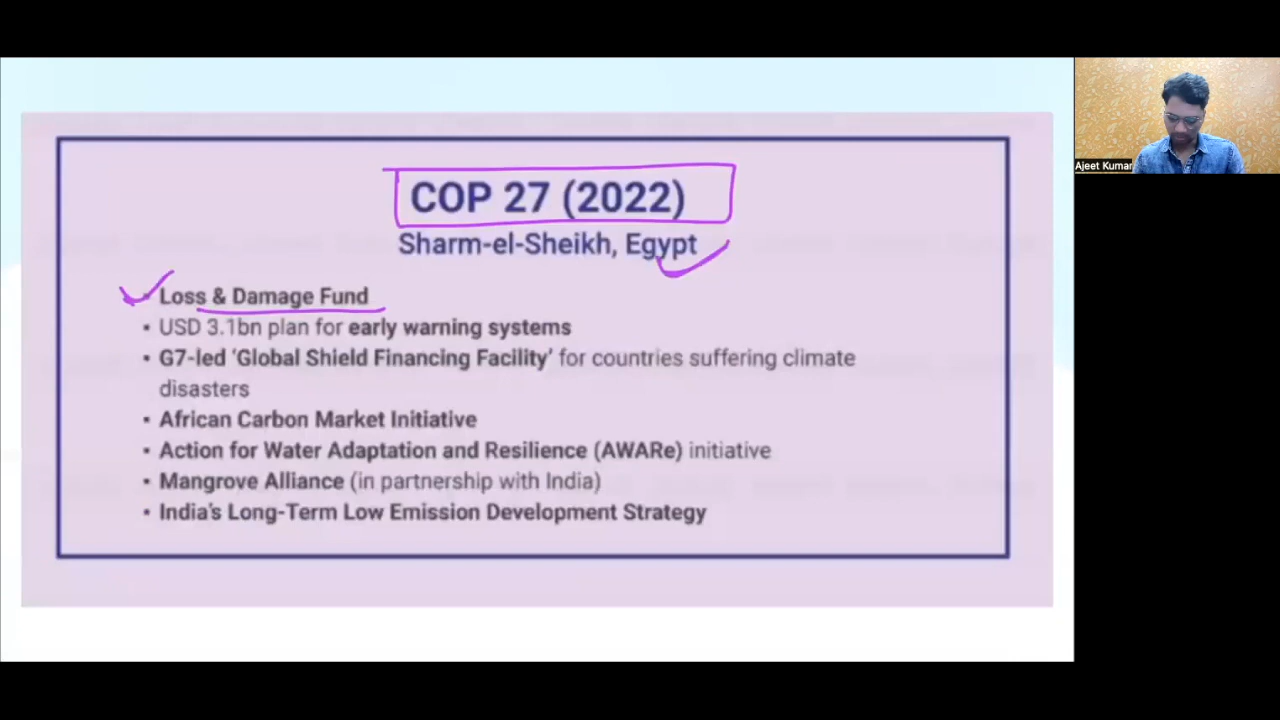 COP 27 (2022)
Sharm-el-Sheikh, Egypt
▪ Loss & Damage Fund
▪ USD 3.1bn plan for early warning systems
▪ G7-led 'Global Shield Financing Facility' for countries suffering climate
disasters
▪ African Carbon Market Initiative
▪ Action for Water Adaptation and Resilience (AWARe) initiative
▪ Mangrove Alliance (in partnership with India)
▪ India's Long-Term Low Emission Development Strategy
Ajeet Kumar